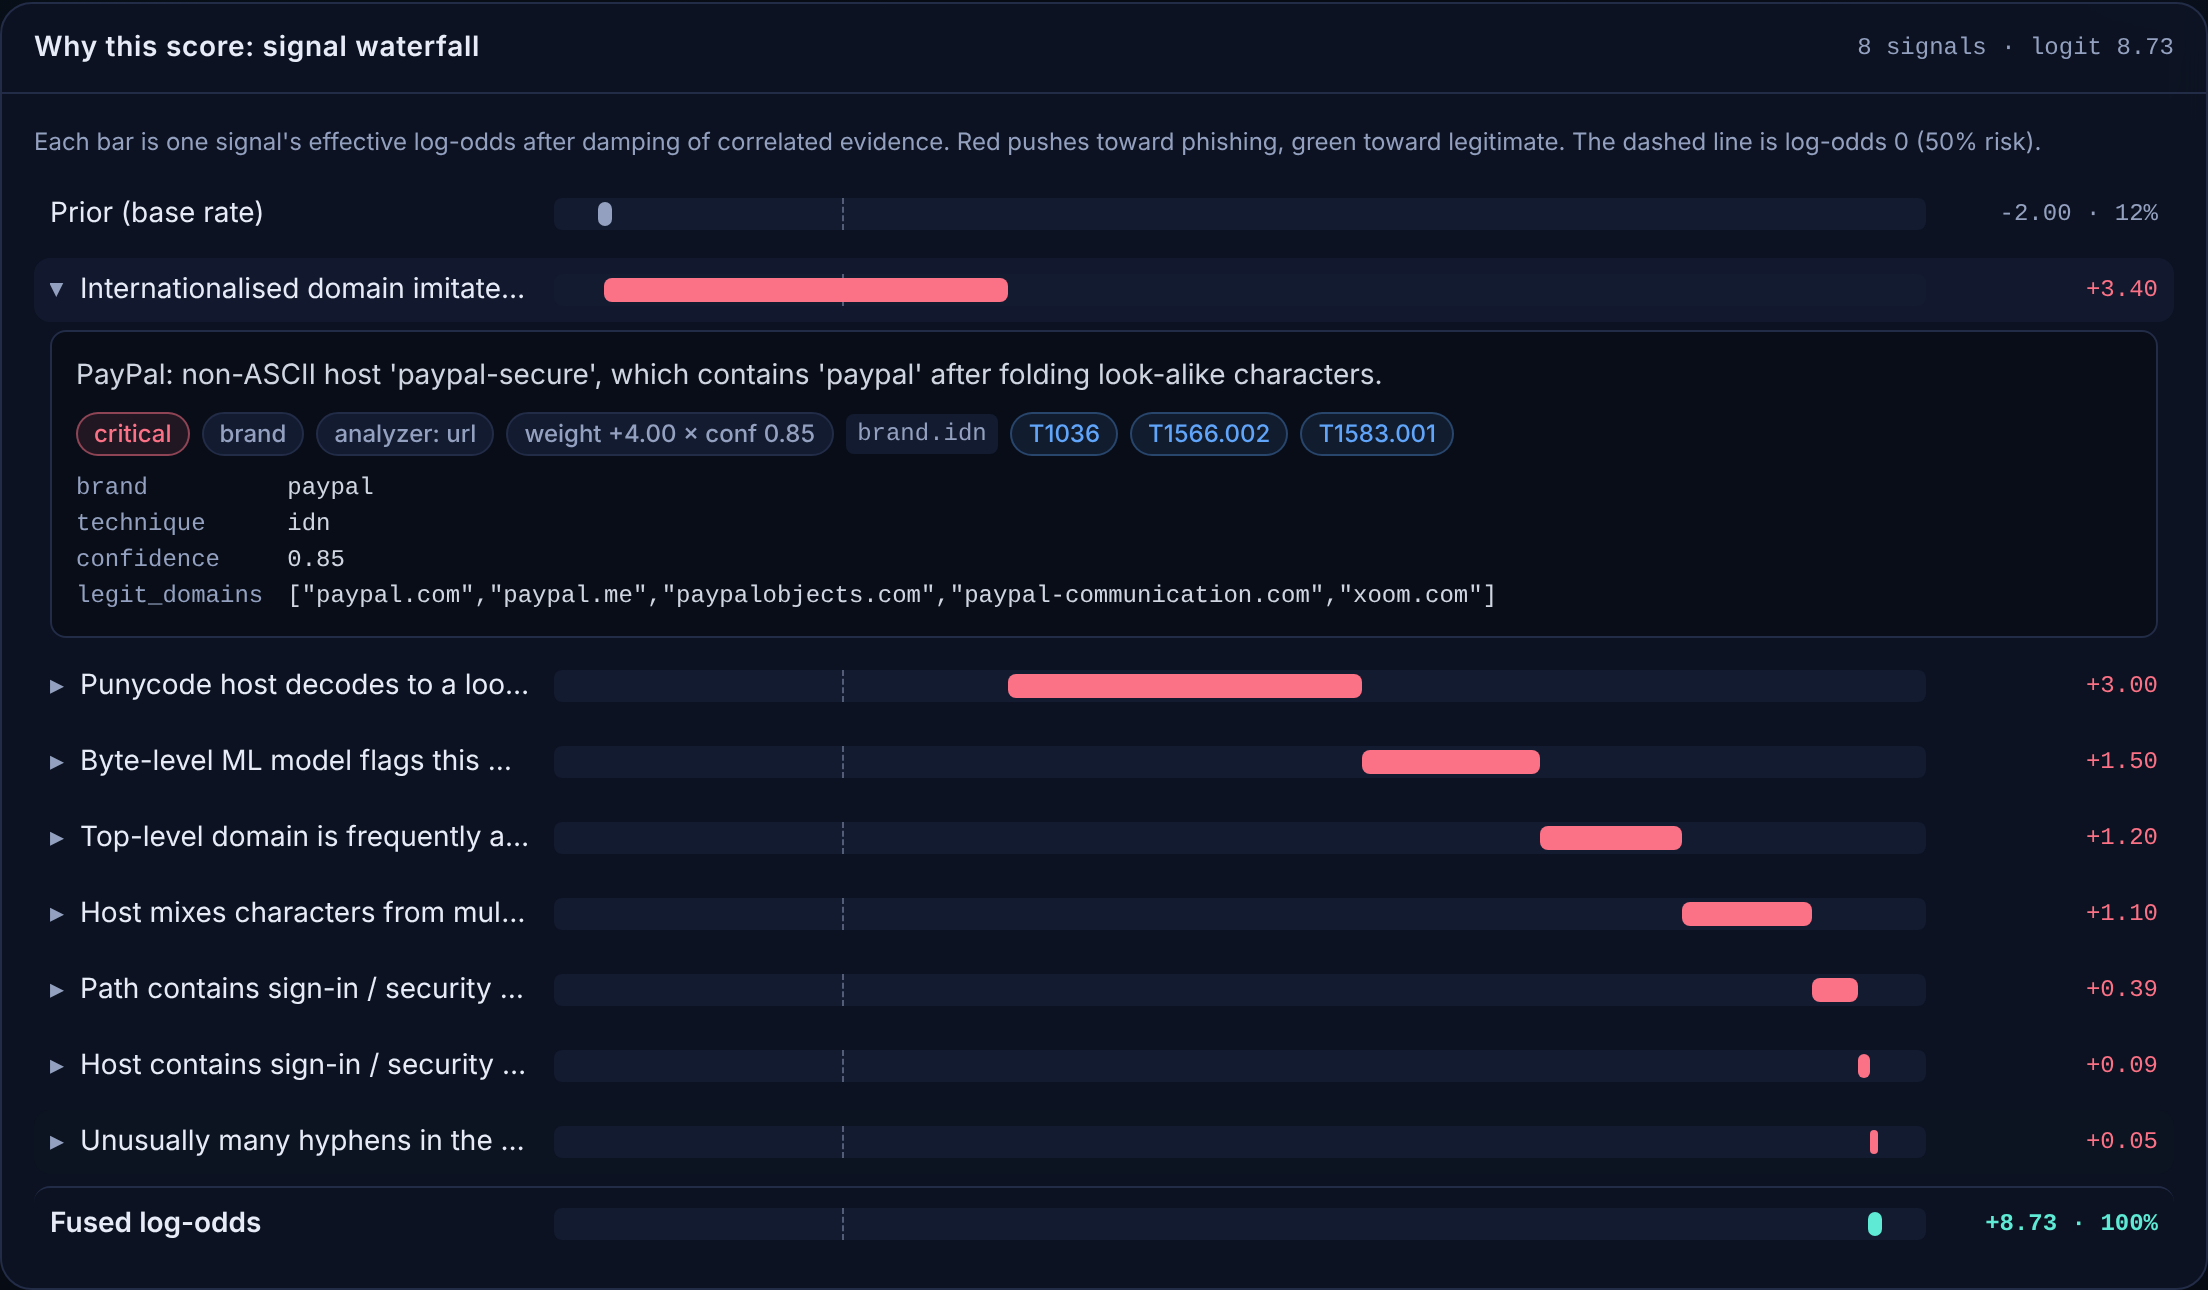 Why this score: signal waterfall
8 signals · logit 8.73
Each bar is one signal's effective log-odds after damping of correlated evidence. Red pushes toward phishing, green toward legitimate. The dashed line is log-odds 0 (50% risk).
Prior (base rate)
-2.00 · 12%
▼ Internationalised domain imitate...
+3.40
PayPal: non-ASCII host 'paypal-secure', which contains 'paypal' after folding look-alike characters.
critical brand analyzer: url weight +4.00 × conf 0.85 brand.idn T1036 T1566.002 T1583.001
brand paypal
technique idn
confidence 0.85
legit_domains ["paypal.com","paypal.me","paypalobjects.com","paypal-communication.com","xoom.com"]
▶ Punycode host decodes to a loo...
+3.00
▶ Byte-level ML model flags this ...
+1.50
▶ Top-level domain is frequently a...
+1.20
▶ Host mixes characters from mul...
+1.10
▶ Path contains sign-in / security ...
+0.39
▶ Host contains sign-in / security ...
+0.09
▶ Unusually many hyphens in the ...
+0.05
Fused log-odds
+8.73 · 100%